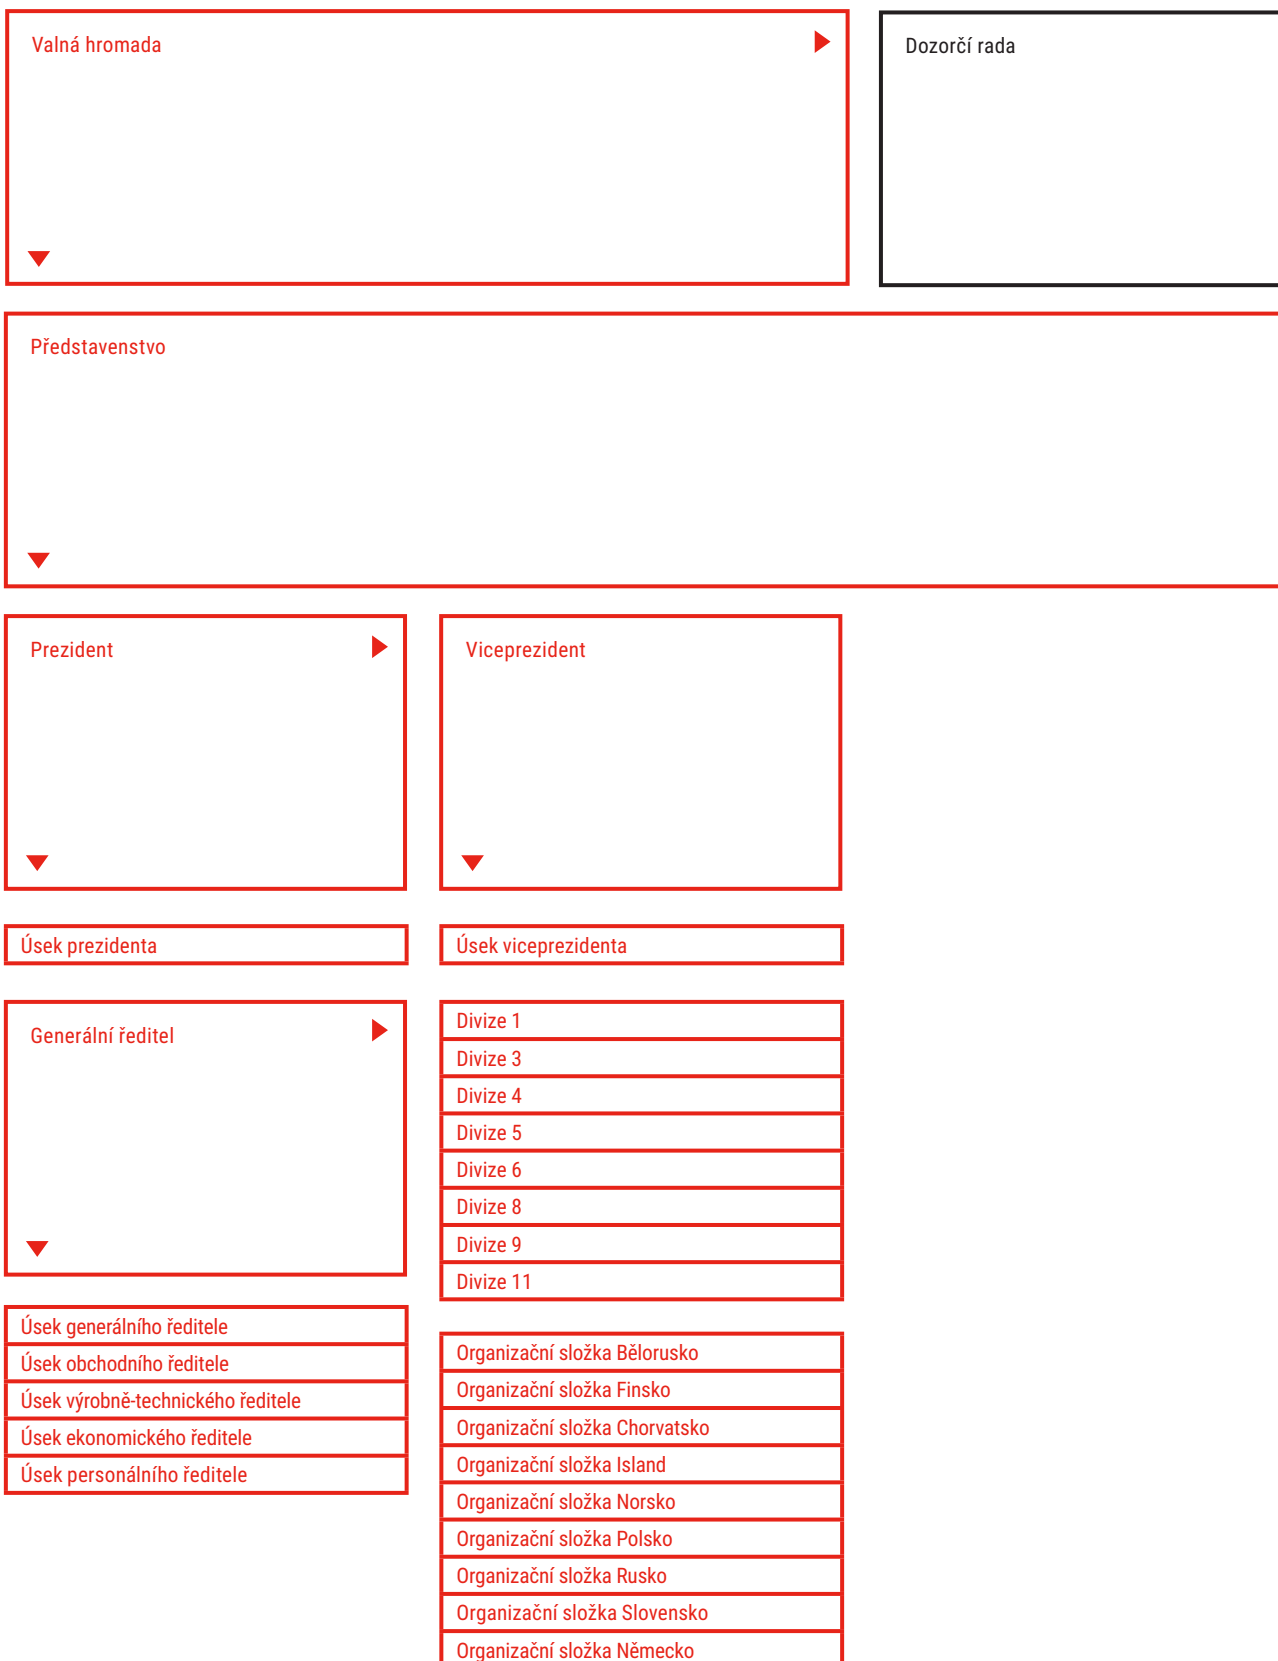 Valná hromada
Dozorčí rada
Představenstvo
Prezident
Viceprezident
Úsek prezidenta
Úsek viceprezidenta
Generální ředitel
Úsek generálního ředitele
Úsek obchodního ředitele
Úsek výrobně-technického ředitele
Úsek ekonomického ředitele
Úsek personálního ředitele
Divize 1
Divize 3
Divize 4
Divize 5
Divize 6
Divize 8
Divize 9
Divize 11
Organizační složka Bělorusko
Organizační složka Finsko
Organizační složka Chorvatsko
Organizační složka Island
Organizační složka Norsko
Organizační složka Polsko
Organizační složka Rusko
Organizační složka Slovensko
Organizační složka Německo